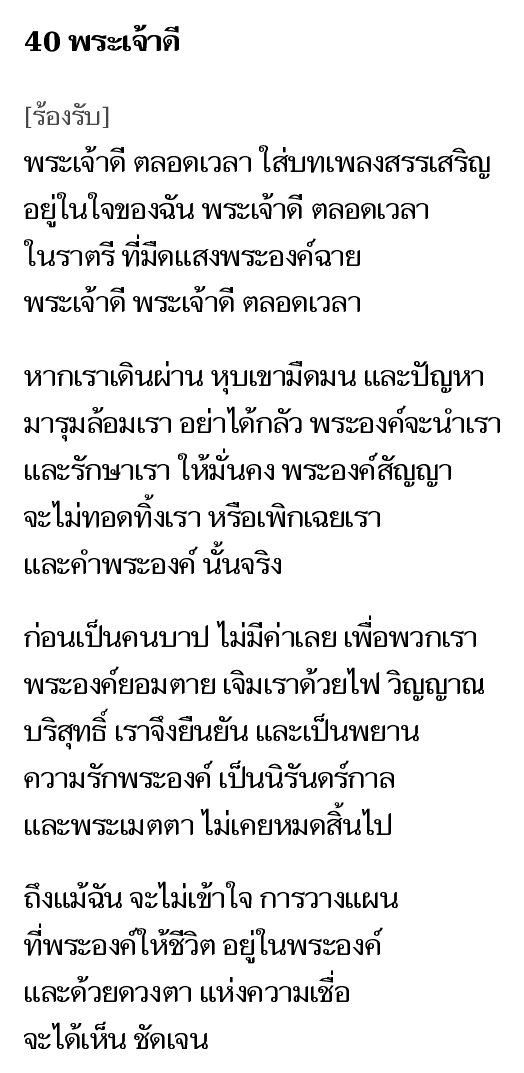 40 พระเจ้าดี
[ร้องรับ]
พระเจ้าดี ตลอดเวลา ใส่บทเพลงสรรเสริญ
อยู่ในใจของฉัน พระเจ้าดี ตลอดเวลา
ในราตรี ที่มืดแสงพระองค์ฉาย
พระเจ้าดี พระเจ้าดี ตลอดเวลา
หากเราเดินผ่าน หุบเขามืดมน และปัญหา
มารุมล้อมเรา อย่าได้กลัว พระองค์จะนำเรา
และรักษาเรา ให้มั่นคง พระองค์สัญญา
จะไม่ทอดทิ้งเรา หรือเพิกเฉยเรา
และคำพระองค์ นั้นจริง
ก่อนเป็นคนบาป ไม่มีค่าเลย เพื่อพวกเรา
พระองค์ยอมตาย เจิมเราด้วยไฟ วิญญาณ
บริสุทธิ์ เราจึงยืนยัน และเป็นพยาน
ความรักพระองค์ เป็นนิรันดร์กาล
และพระเมตตา ไม่เคยหมดสิ้นไป
ถึงแม้ฉัน จะไม่เข้าใจ การวางแผน
ที่พระองค์ให้ชีวิต อยู่ในพระองค์
และด้วยดวงตา แห่งความเชื่อ
จะได้เห็น ชัดเจน